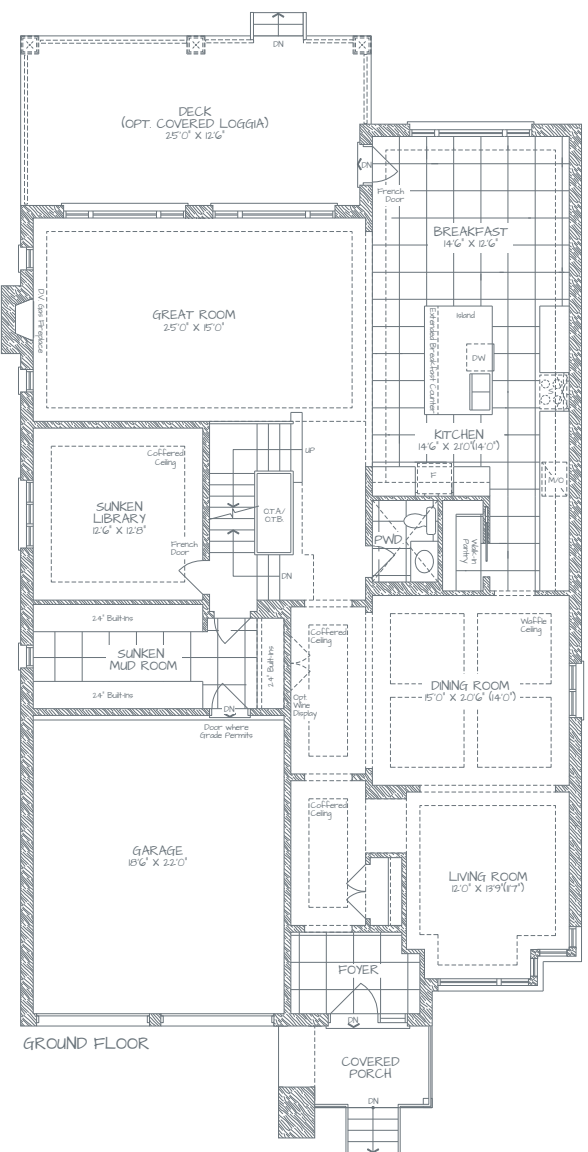 DN
DECK
(OPT. COVERED LOGGIA)
25'0" X 12'6"
DN
French
Door
BREAKFAST
14'6" X 12'6"
GREAT ROOM
25'0" X 15'0"
DV Gas Fireplace
Island
Extended Breakfast Counter
DW
KITCHEN
14'6" X 21'0"(14'0")
F
M/O
Coffered
Ceiling
UP
SUNKEN
LIBRARY
12'6" X 12'8"
O.T.A/
O.T.B.
PWD.
Walk-in
Pantry
French
Door
DN
24" Built-ins
SUNKEN
MUD ROOM
24" Built-ins
24" Built-ins
DN
Door where
Grade Permits
Coffered
Ceiling
Opt.
Wine
Display
Waffle
Ceiling
DINING ROOM
15'0" X 20'6" (14'0")
Coffered
Ceiling
GARAGE
18'6" X 22'0"
LIVING ROOM
12'0" X 13'9"(11'7")
FOYER
DN
GROUND FLOOR
COVERED
PORCH
DN